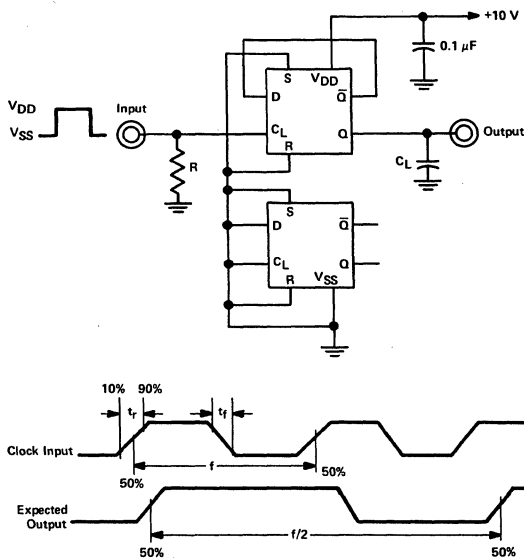 +10 V
0.1 µF
S
VDD
VDD
VSS
Input
D
Q̅
CL
Q
Output
R
R
CL
S
D
Q̅
CL
Q
VSS
R
10%
90%
tr
tf
Clock Input
f
50%
50%
Expected
Output
f/2
50%
50%